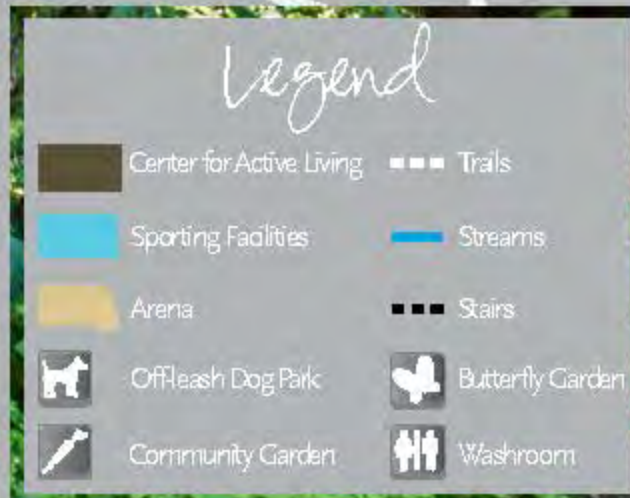 Legend
Center for Active Living
Trails
Sporting Facilities
Streams
Arena
Stairs
Off-leash Dog Park
Butterfly Garden
Community Garden
Washroom